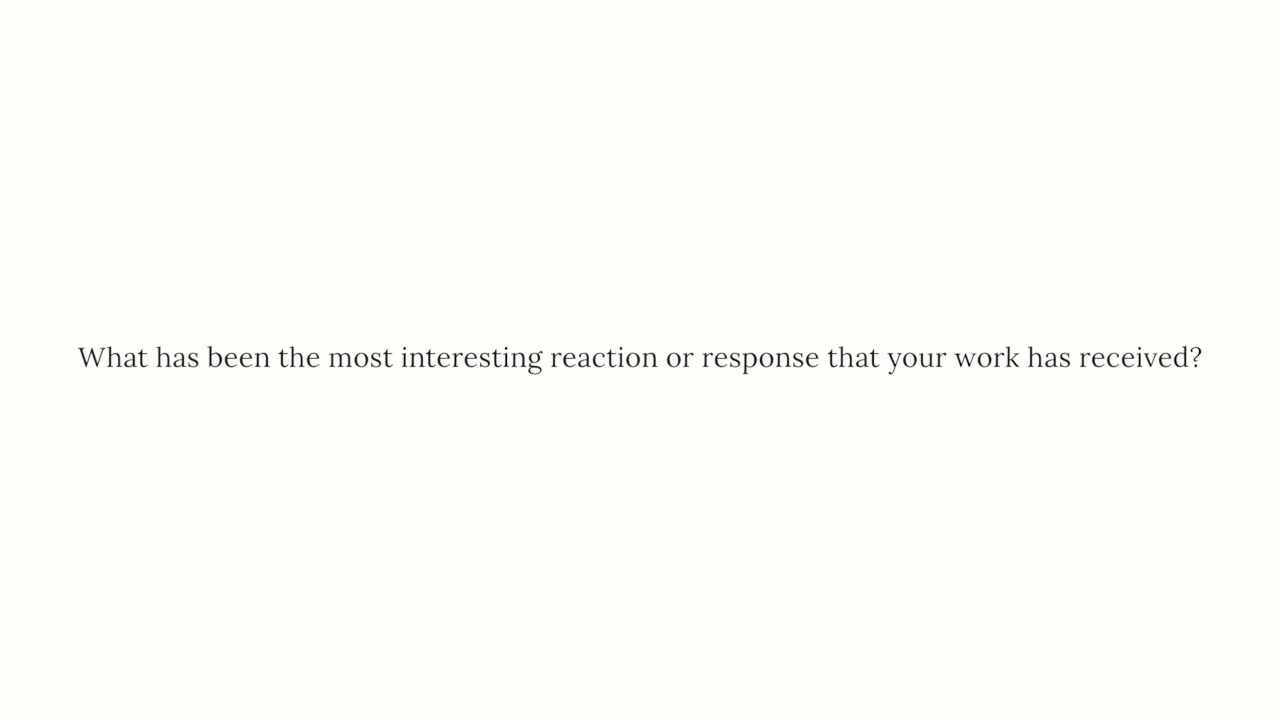 What has been the most interesting reaction or response that your work has received?